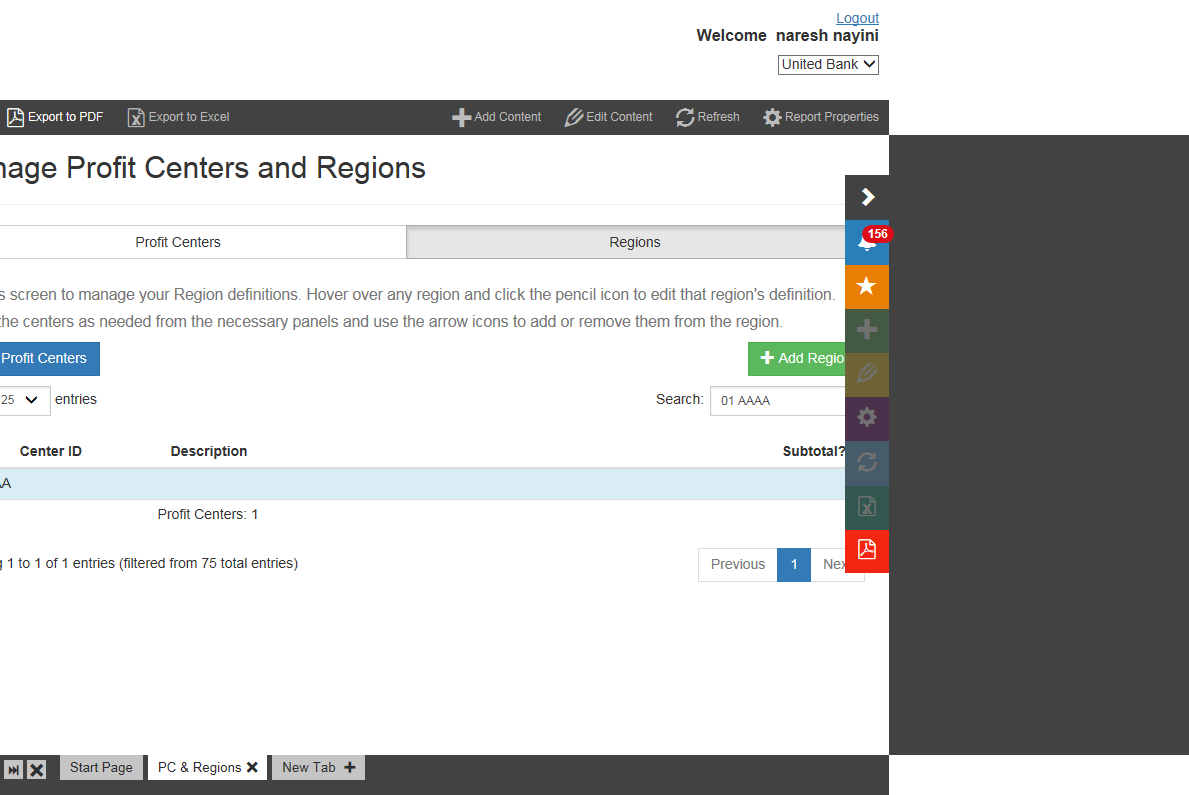 Logout
Welcome naresh nayini
United Bank
Export to PDF Export to Excel Add Content Edit Content Refresh Report Properties
Profit Centers and Regions
Profit Centers Regions
156
screen to manage your Region definitions. Hover over any region and click the pencil icon to edit that region's definition.
the centers as needed from the necessary panels and use the arrow icons to add or remove them from the region.
Profit Centers Add
25 entries Search: 01 AAAA
Center ID Description Subtotal?
Profit Centers: 1
1 to 1 of 1 entries (filtered from 75 total entries)
Previous 1
Start Page PC & Regions New Tab